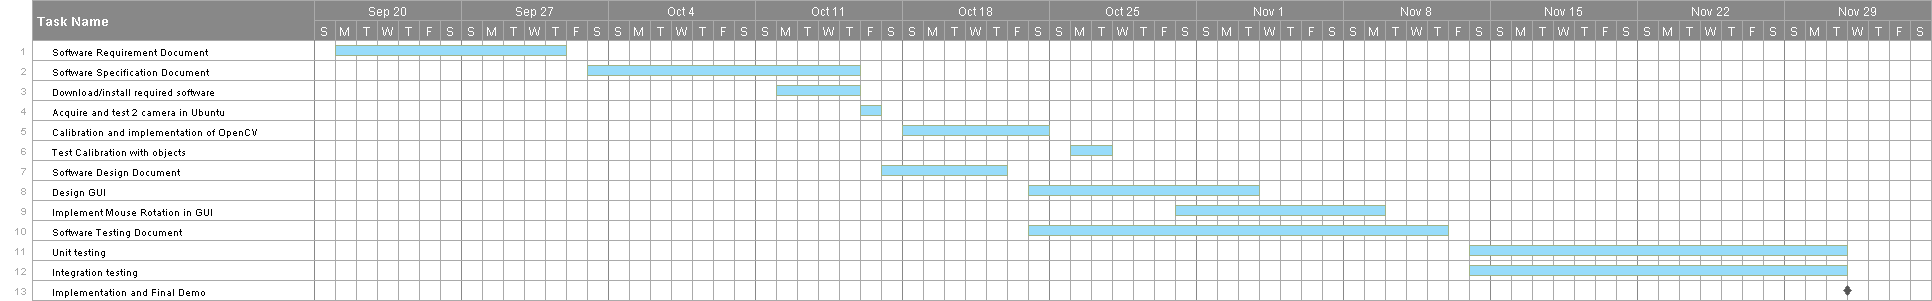 Task Name
Sep 20 Sep 27 Oct 4 Oct 11 Oct 18 Oct 25 Nov 1 Nov 8 Nov 15 Nov 22 Nov 29
S M T W T F S S M T W T F S S M T W T F S S M T W T F S S M T W T F S S M T W T F S S M T W T F S S M T W T F S S M T W T F S S M T W T F S S M T W T F S
1 Software Requirement Document
2 Software Specification Document
3 Download/install required software
4 Acquire and test 2 camera in Ubuntu
5 Calibration and implementation of OpenCV
6 Test Calibration with objects
7 Software Design Document
8 Design GUI
9 Implement Mouse Rotation in GUI
10 Software Testing Document
11 Unit testing
12 Integration testing
13 Implementation and Final Demo